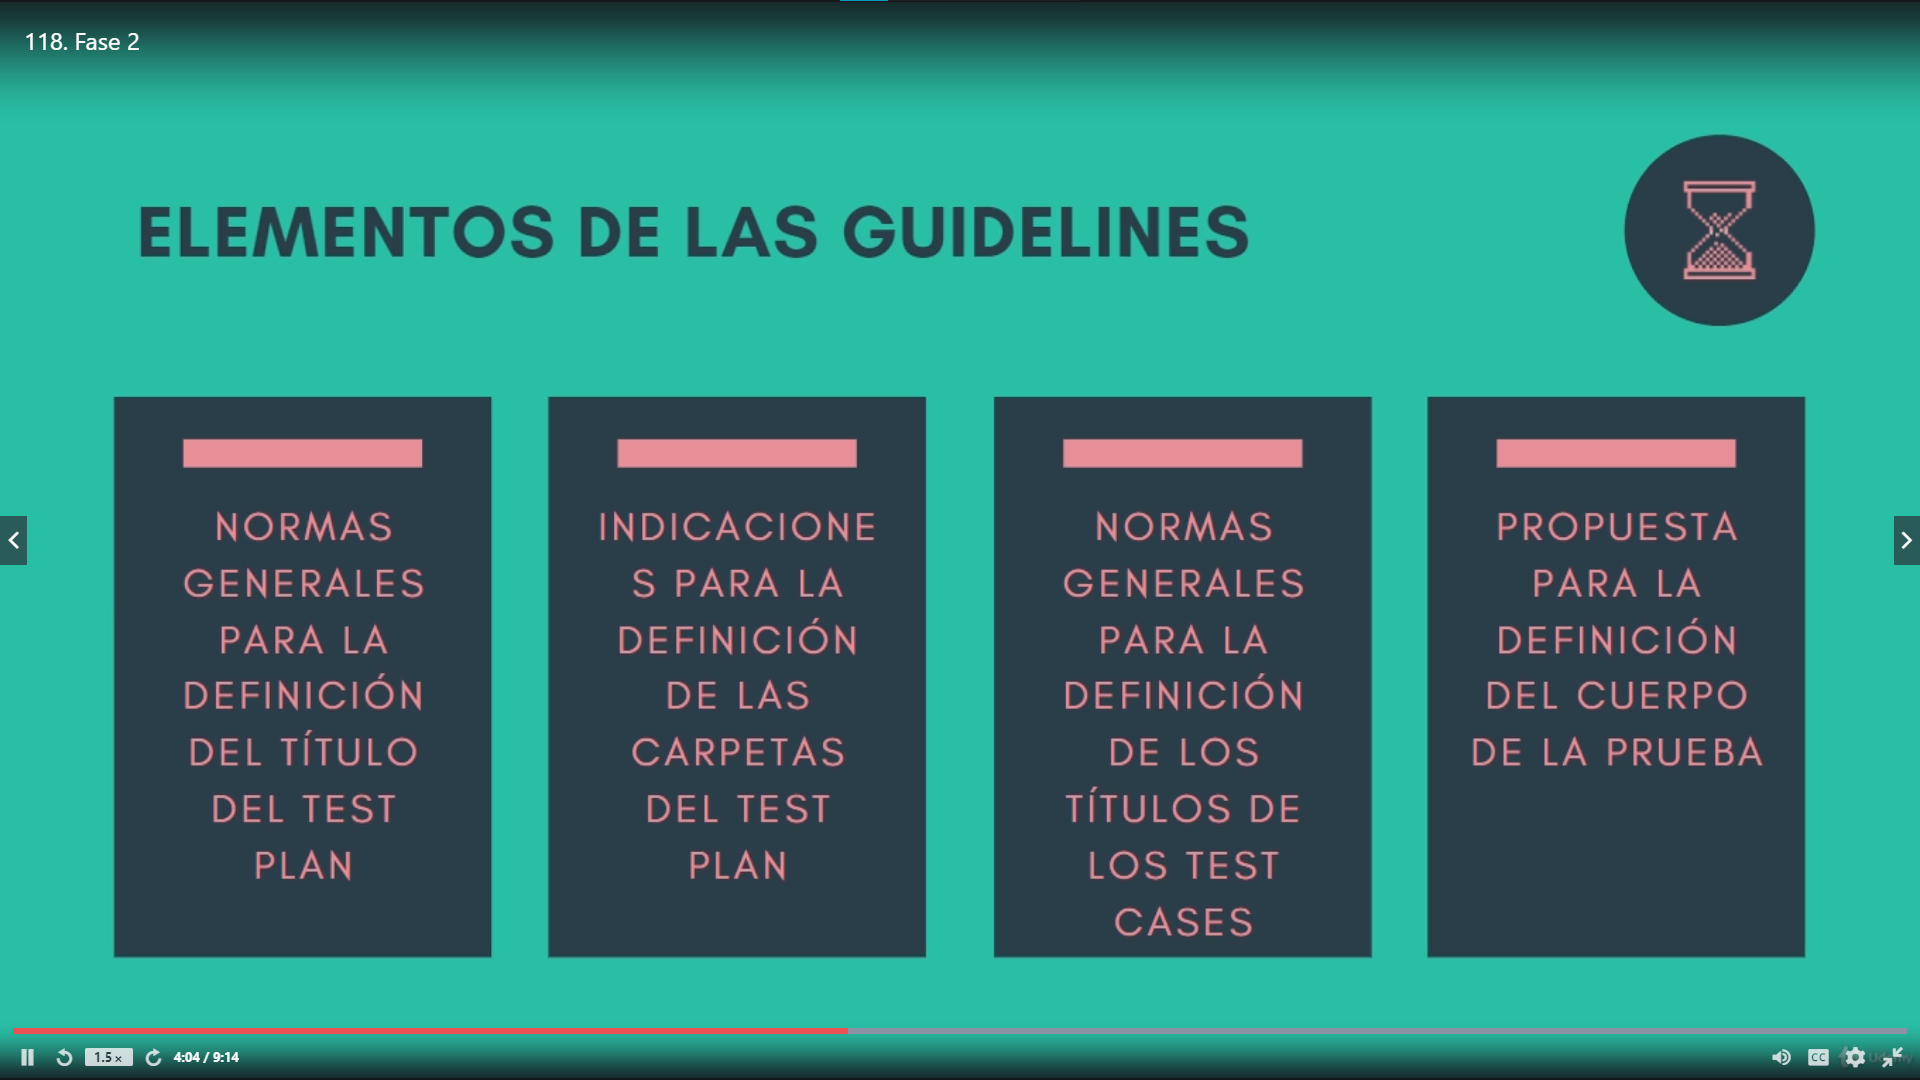 118. Fase 2
ELEMENTOS DE LAS GUIDELINES
NORMAS
GENERALES
PARA LA
DEFINICIÓN
DEL TÍTULO
DEL TEST
PLAN
INDICACIONE
S PARA LA
DEFINICIÓN
DE LAS
CARPETAS
DEL TEST
PLAN
NORMAS
GENERALES
PARA LA
DEFINICIÓN
DE LOS
TÍTULOS DE
LOS TEST
CASES
PROPUESTA
PARA LA
DEFINICIÓN
DEL CUERPO
DE LA PRUEBA
1.5×
4:04 / 9:14
CC